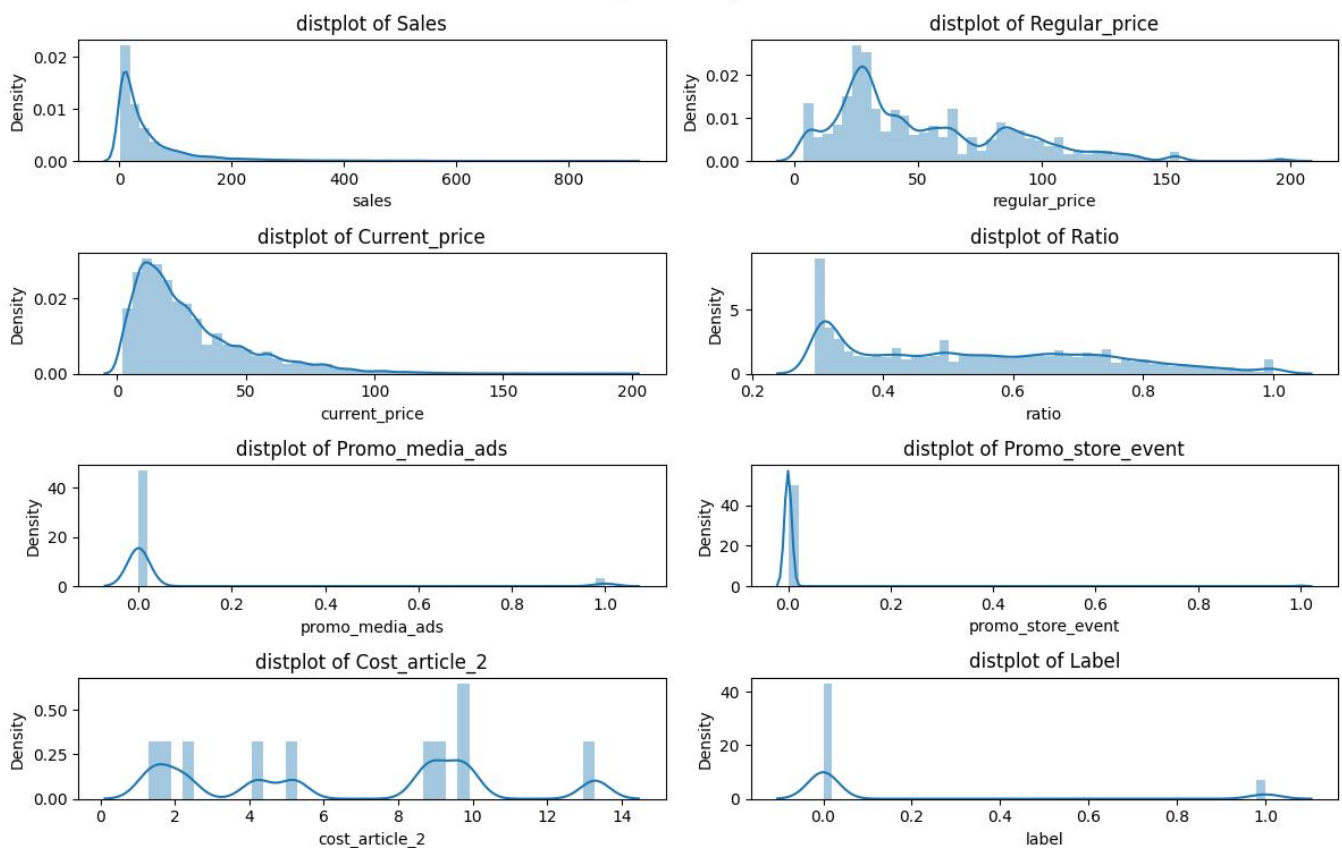 distplot of Sales
Density
0.02
0.01
0.00
0 200 400 600 800
sales
distplot of Regular_price
Density
0.02
0.01
0.00
0 50 100 150 200
regular_price
distplot of Current_price
Density
0.02
0.00
0 50 100 150 200
current_price
distplot of Ratio
Density
5
0
0.2 0.4 0.6 0.8 1.0
ratio
distplot of Promo_media_ads
Density
40
20
0
0.0 0.2 0.4 0.6 0.8 1.0
promo_media_ads
distplot of Promo_store_event
Density
40
20
0
0.0 0.2 0.4 0.6 0.8 1.0
promo_store_event
distplot of Cost_article_2
Density
0.50
0.25
0.00
0 2 4 6 8 10 12 14
cost_article_2
distplot of Label
Density
40
20
0
0.0 0.2 0.4 0.6 0.8 1.0
label